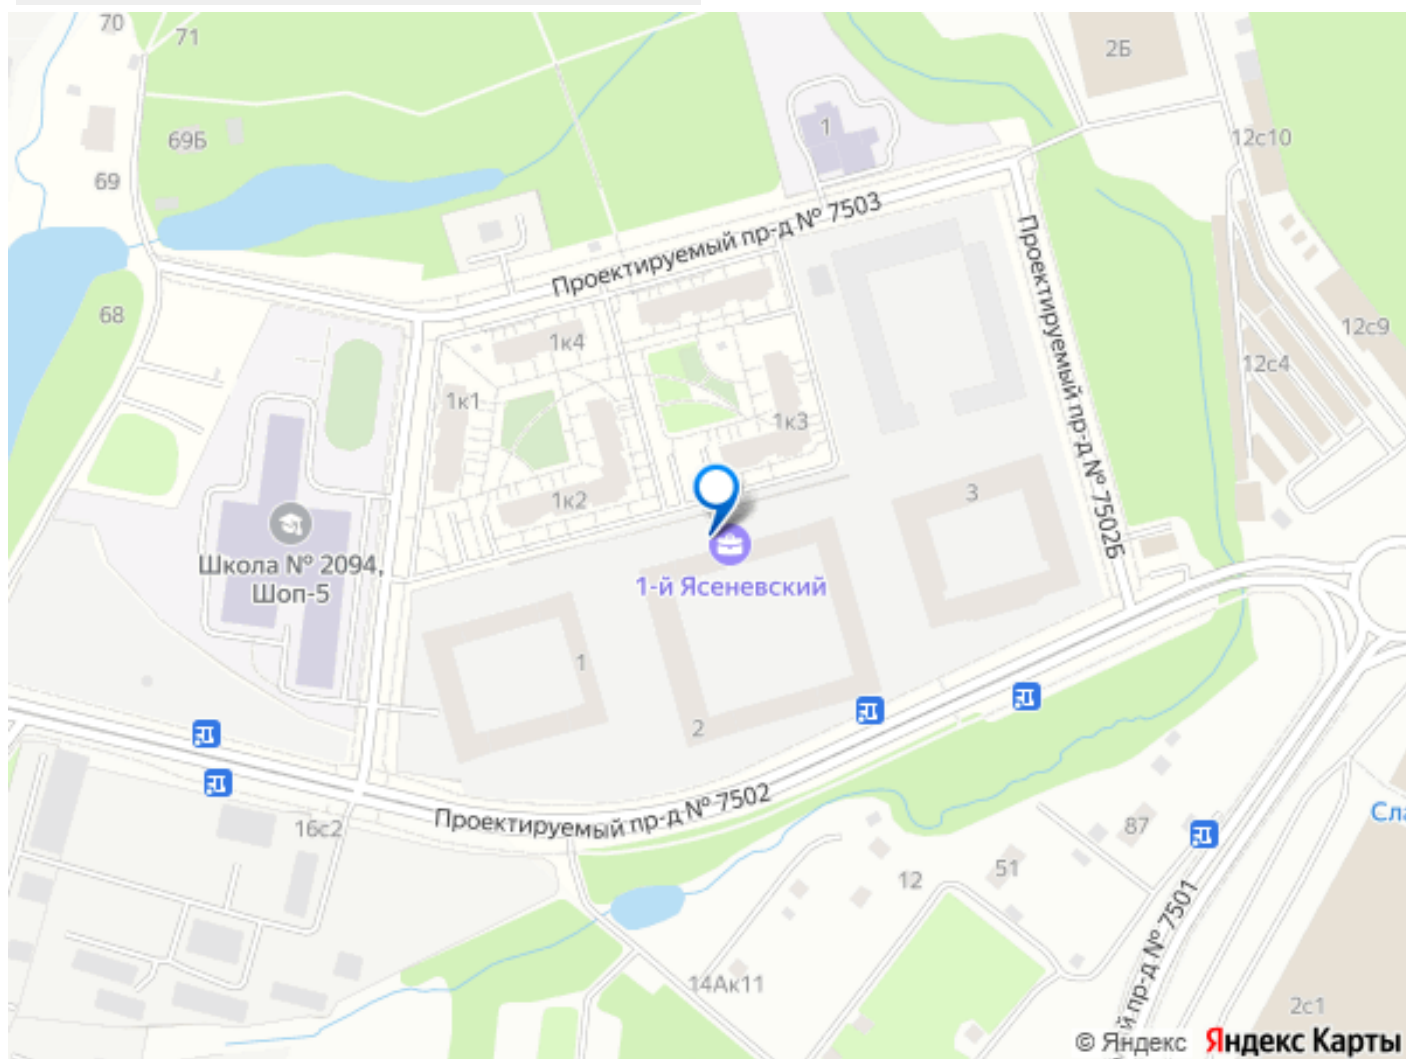 70
71
2Б
1
12с10
69Б
69
Проектируемый пр-д № 7503
Проектируемый пр-д № 7502Б
68
12с9
1к4
12с4
1к1
1к3
1к2
3
Школа № 2094,
Шоп-5
1-й Ясеневский
1
2
Проектируемый пр-д № 7502
16с2
Сла
87
51
12
й пр-д № 7501
14Ак11
2с1
© Яндекс Яндекс Карты